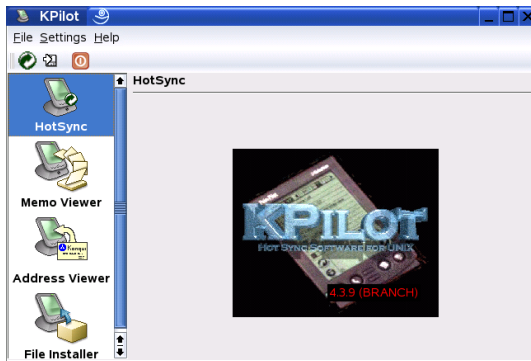 KPilot
File Settings Help
HotSync
HotSync
Memo Viewer
Address Viewer
File Installer
KPILOT
HOT SYNC SOFTWARE FOR UNIX
4.3.9 (BRANCH)